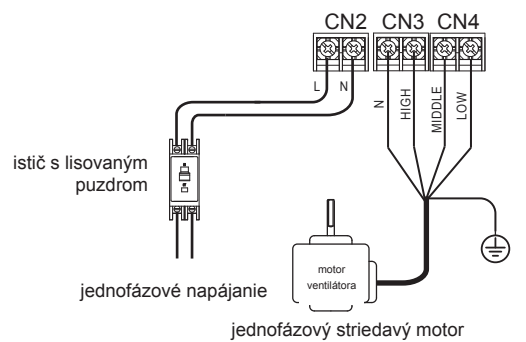 CN2 CN3 CN4
L N N HIGH MIDDLE LOW
istič s lisovaným
puzdrom
jednofázové napájanie
motor
ventilátora
jednofázový striedavý motor